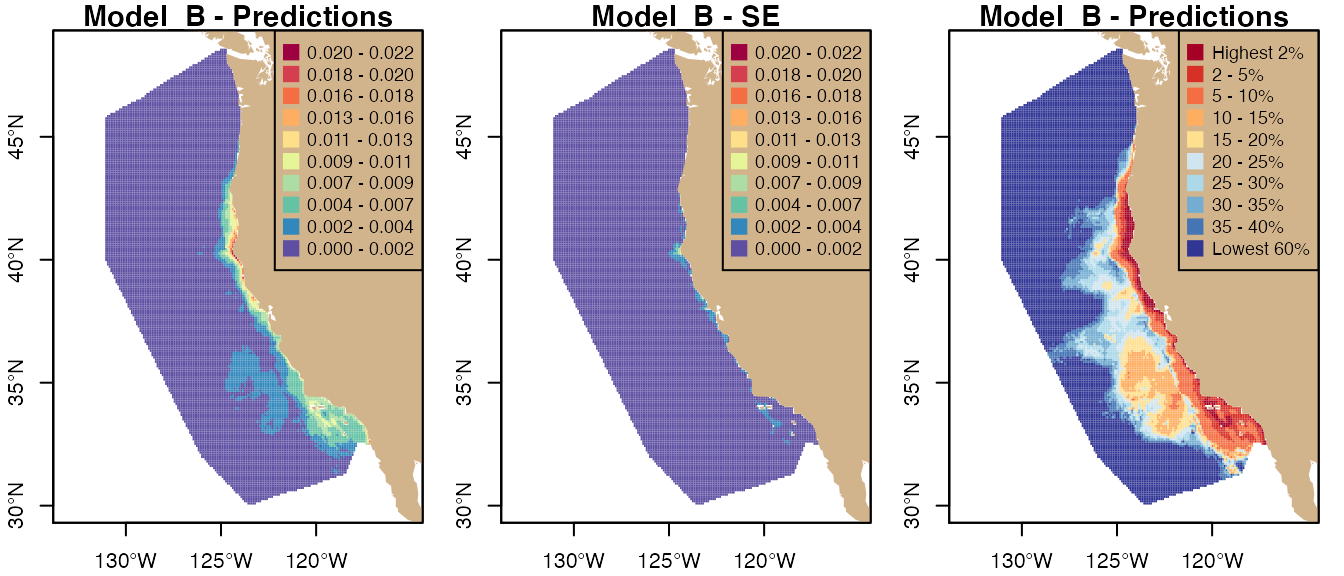 Model B - Predictions
0.020 - 0.022
0.018 - 0.020
0.016 - 0.018
0.013 - 0.016
0.011 - 0.013
0.009 - 0.011
0.007 - 0.009
0.004 - 0.007
0.002 - 0.004
0.000 - 0.002
45°N
40°N
35°N
30°N
130°W 125°W 120°W
Model B - SE
0.020 - 0.022
0.018 - 0.020
0.016 - 0.018
0.013 - 0.016
0.011 - 0.013
0.009 - 0.011
0.007 - 0.009
0.004 - 0.007
0.002 - 0.004
0.000 - 0.002
45°N
40°N
35°N
30°N
130°W 125°W 120°W
Model B - Predictions
Highest 2%
2 - 5%
5 - 10%
10 - 15%
15 - 20%
20 - 25%
25 - 30%
30 - 35%
35 - 40%
Lowest 60%
45°N
40°N
35°N
30°N
130°W 125°W 120°W